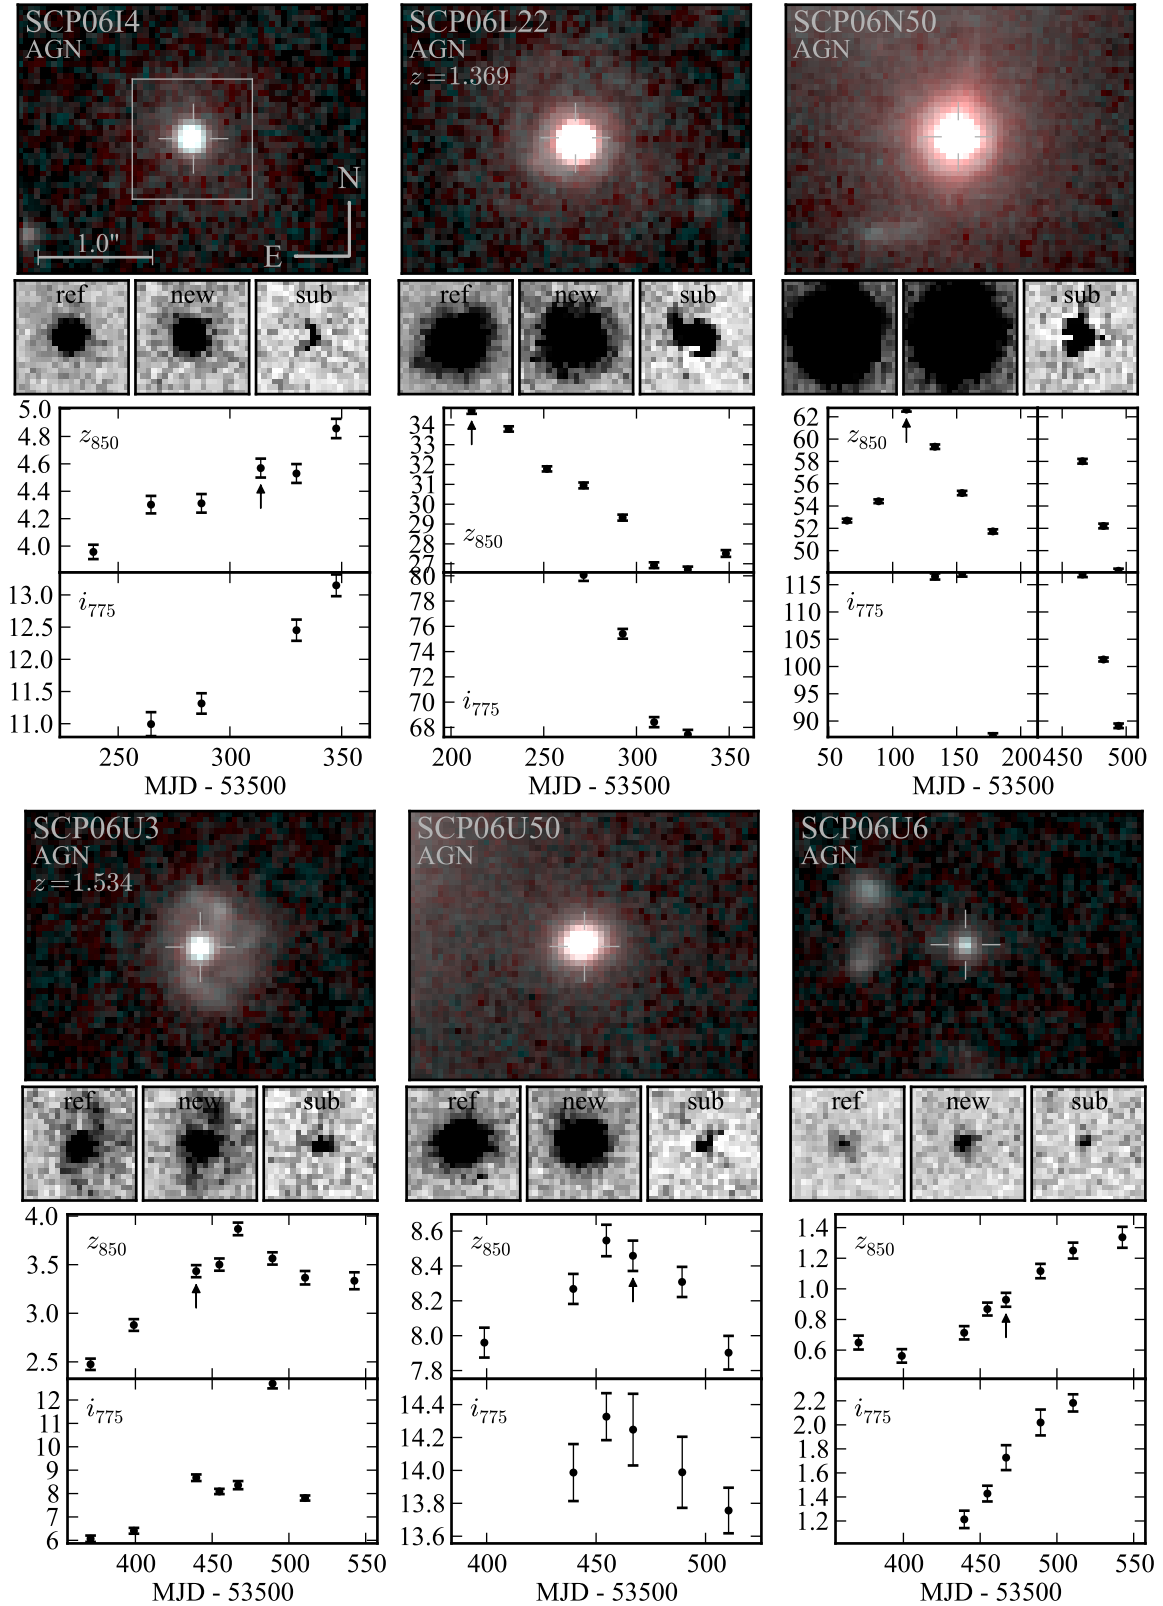 SCP06I4
AGN
1.0"
N
E
SCP06L22
AGN
z=1.369
SCP06N50
AGN
ref new sub
ref new sub
sub
5.0
4.8
4.6
4.4
4.2
4.0
z850
13.0
12.5
12.0
11.5
11.0
i775
250 300 350
MJD - 53500
34
33
32
31
30
29
28
27
z850
80
78
76
74
72
70
68
i775
200 250 300 350
MJD - 53500
62
60
58
56
54
52
50
z850
115
110
105
100
95
90
i775
50 100 150 200 450 500
MJD - 53500
SCP06U3
AGN
z=1.534
SCP06U50
AGN
SCP06U6
AGN
ref new sub
ref new sub
ref new sub
4.0
3.5
3.0
2.5
z850
12
11
10
9
8
7
6
i775
400 450 500 550
MJD - 53500
8.6
8.4
8.2
8.0
7.8
z850
14.4
14.2
14.0
13.8
13.6
i775
400 450 500
MJD - 53500
1.4
1.2
1.0
0.8
0.6
z850
2.2
2.0
1.8
1.6
1.4
1.2
i775
400 450 500 550
MJD - 53500